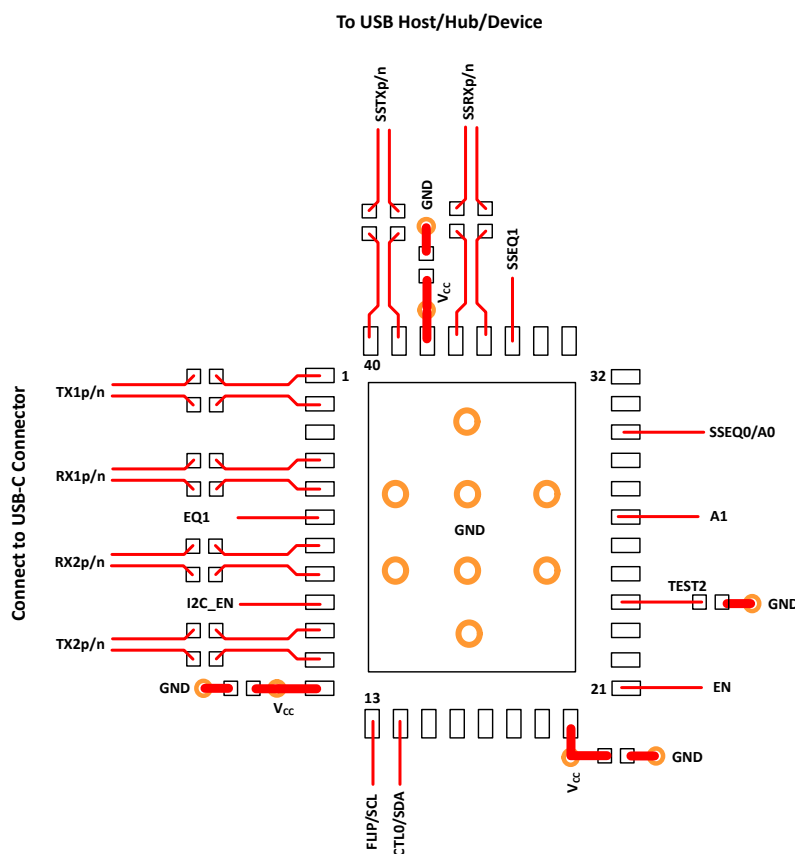 To USB Host/Hub/Device
SSTXp/n
SSRXp/n
GND
SSEQ1
VCC
40
1
32
TX1p/n
SSEQ0/A0
RX1p/n
EQ1
A1
GND
Connect to USB-C Connector
RX2p/n
I2C_EN
TEST2
GND
TX2p/n
GND
VCC
13
21
EN
VCC
GND
FLIP/SCL
CTL0/SDA